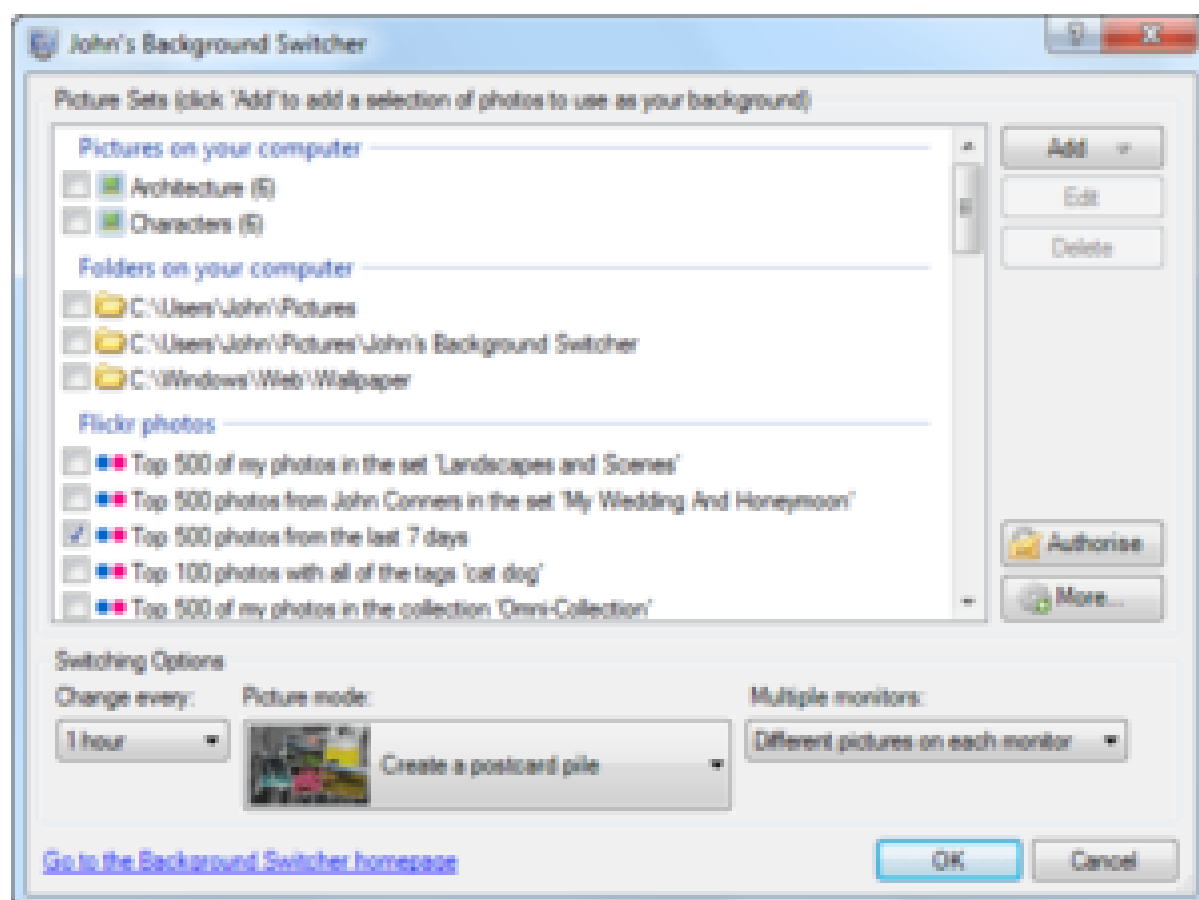 John's Background Switcher
Picture Sets (click 'Add' to add a selection of photos to use as your background)
Pictures on your computer
Add
Architecture (6)
Edit
Characters (6)
Delete
Folders on your computer
C:\Users\John\Pictures
C:\Users\John\Pictures\John's Background Switcher
C:\Windows\Web\Wallpaper
Flickr photos
Top 500 of my photos in the set 'Landscapes and Scenes'
Top 500 photos from John Conners in the set 'My Wedding And Honeymoon'
Top 500 photos from the last 7 days
Authorise
Top 100 photos with all of the tags 'cat dog'
Top 500 of my photos in the collection 'Omni-Collection'
More...
Switching Options
Change every: Picture mode: Multiple monitors:
1 hour Create a postcard pile Different pictures on each monitor
Go to the Background Switcher homepage OK Cancel